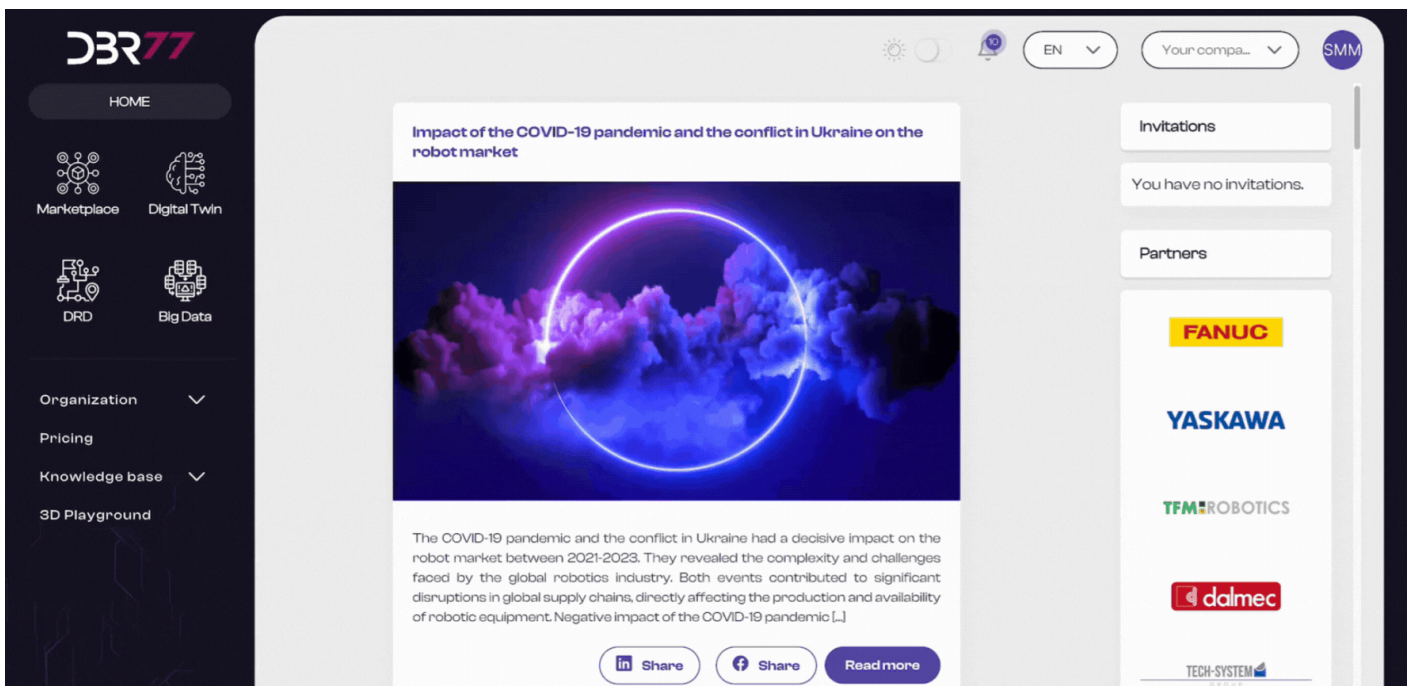 DBR77
HOME
Marketplace
Digital Twin
DRD
Big Data
Organization
Pricing
Knowledge base
3D Playground
10
EN
Your compa...
SMM
Impact of the COVID-19 pandemic and the conflict in Ukraine on the
robot market
The COVID-19 pandemic and the conflict in Ukraine had a decisive impact on the
robot market between 2021-2023. They revealed the complexity and challenges
faced by the global robotics industry. Both events contributed to significant
disruptions in global supply chains, directly affecting the production and availability
of robotic equipment. Negative impact of the COVID-19 pandemic [...]
in Share
Share
Read more
Invitations
You have no invitations.
Partners
FANUC
YASKAWA
TFM ROBOTICS
dalmec
TECH-SYSTEM